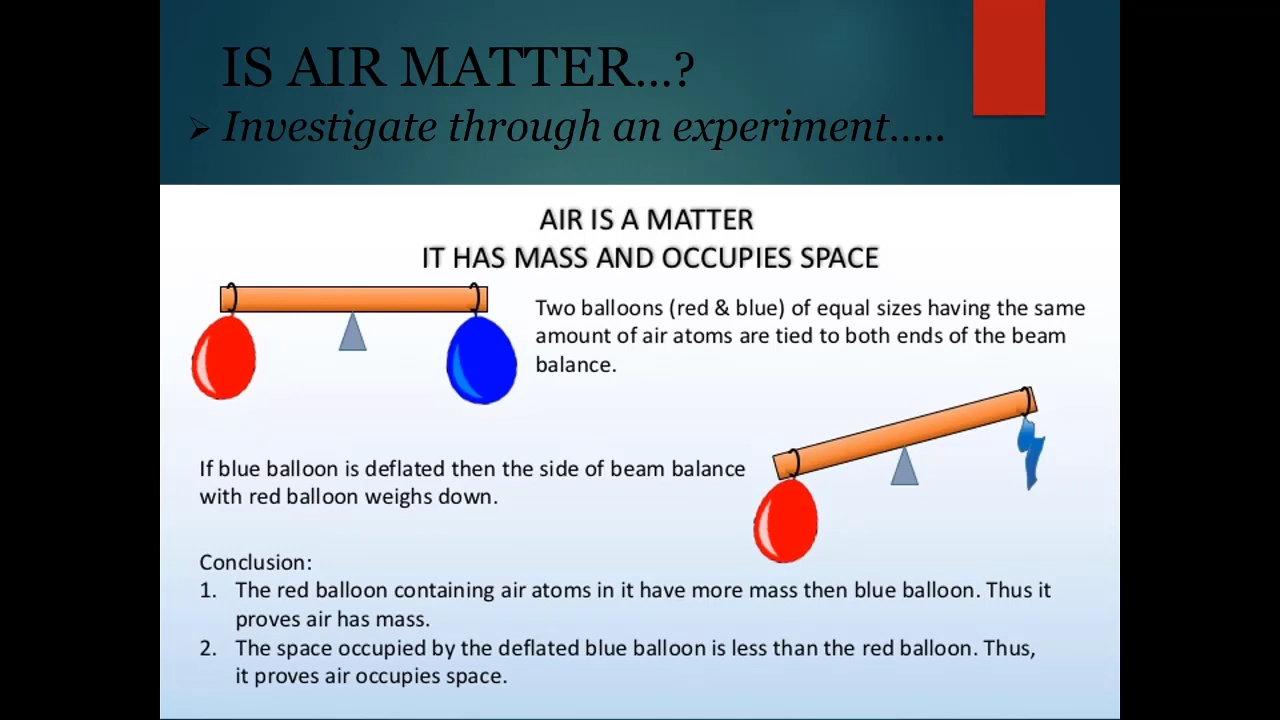 IS AIR MATTER...?
➢ Investigate through an experiment.....
AIR IS A MATTER
IT HAS MASS AND OCCUPIES SPACE
Two balloons (red & blue) of equal sizes having the same
amount of air atoms are tied to both ends of the beam
balance.
If blue balloon is deflated then the side of beam balance
with red balloon weighs down.
Conclusion:
1. The red balloon containing air atoms in it have more mass then blue balloon. Thus it
proves air has mass.
2. The space occupied by the deflated blue balloon is less than the red balloon. Thus,
it proves air occupies space.